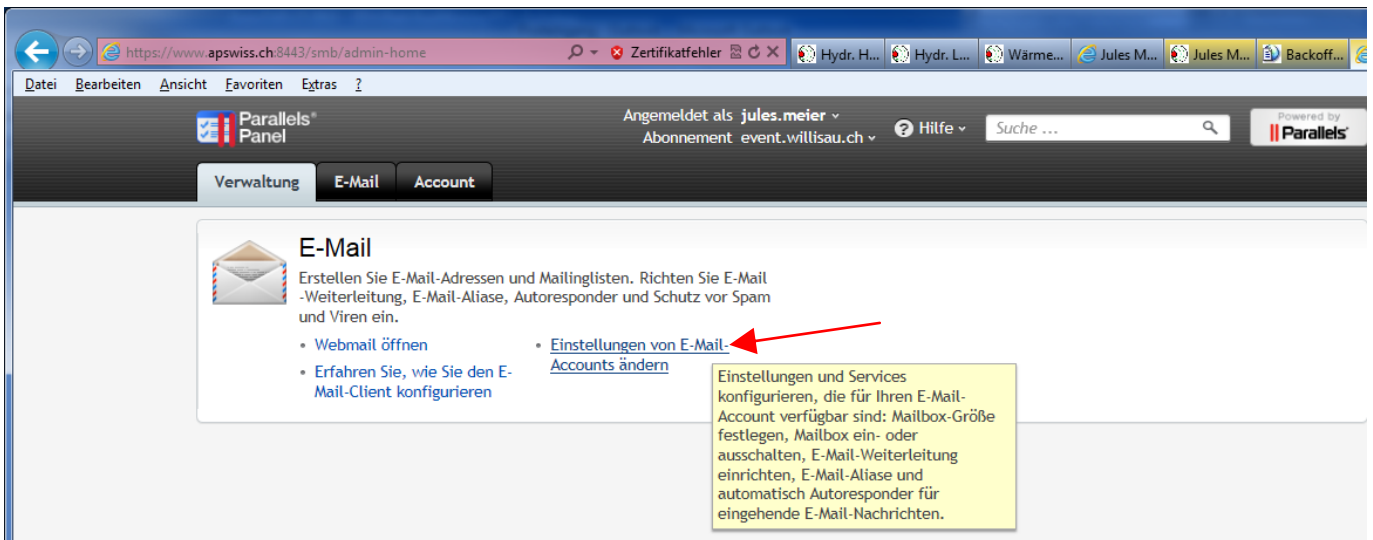 https://www.apswiss.ch:8443/smb/admin-home
Zertifikatfehler
Hydr. H...
Hydr. L...
Wärme...
Jules M...
Jules M...
Backoff...
Datei Bearbeiten Ansicht Favoriten Extras ?
Parallels®
Panel
Angemeldet als jules.meier
Abonnement event.willisau.ch
Hilfe
Suche ...
Powered by
Parallels®
Verwaltung E-Mail Account
E-Mail
Erstellen Sie E-Mail-Adressen und Mailinglisten. Richten Sie E-Mail
-Weiterleitung, E-Mail-Aliase, Autoresponder und Schutz vor Spam
und Viren ein.
• Webmail öffnen
• Erfahren Sie, wie Sie den E-
Mail-Client konfigurieren
• Einstellungen von E-Mail-
Accounts ändern
Einstellungen und Services
konfigurieren, die für Ihren E-Mail-
Account verfügbar sind: Mailbox-Größe
festlegen, Mailbox ein- oder
ausschalten, E-Mail-Weiterleitung
einrichten, E-Mail-Aliase und
automatisch Autoresponder für
eingehende E-Mail-Nachrichten.